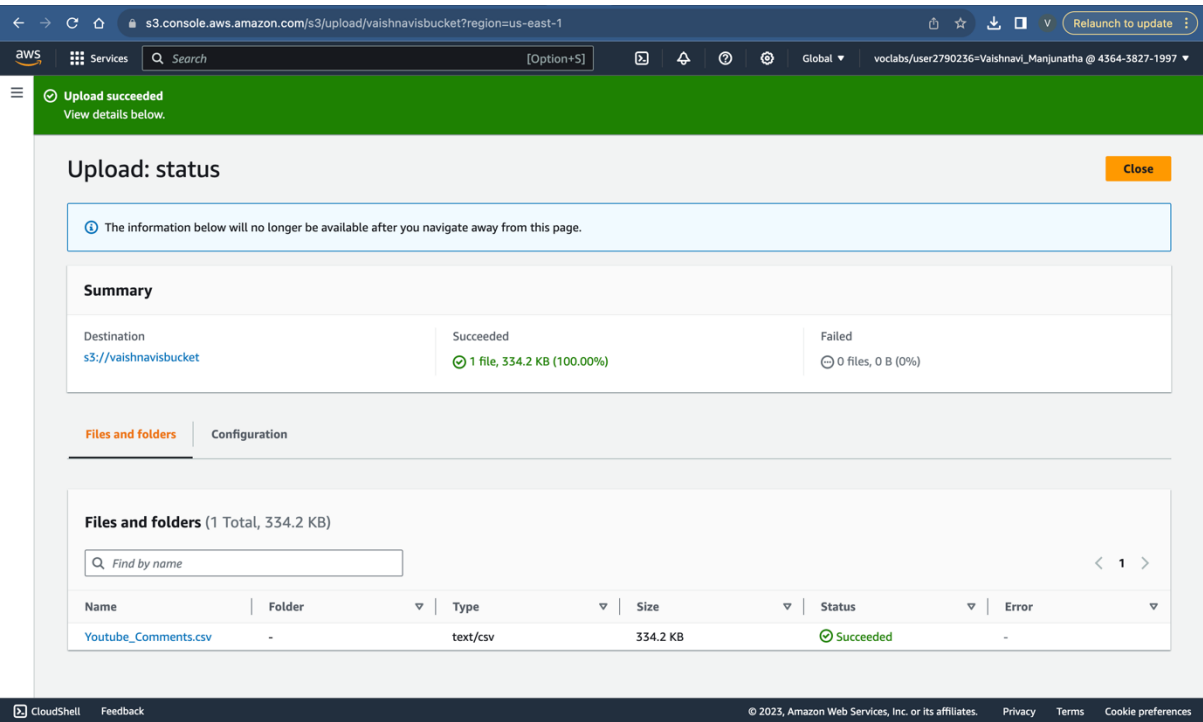 s3.console.aws.amazon.com/s3/upload/vaishnavisbucket?region=us-east-1 V Relaunch to update
aws Services Search [Option+S] Global voclabs/user2790236=Vaishnavi_Manjunatha @ 4364-3827-1997
Upload succeeded
View details below.
Upload: status Close
The information below will no longer be available after you navigate away from this page.
Summary
Destination Succeeded Failed
s3://vaishnavisbucket 1 file, 334.2 KB (100.00%) 0 files, 0 B (0%)
Files and folders Configuration
Files and folders (1 Total, 334.2 KB)
Find by name 1
Name Folder Type Size Status Error
Youtube_Comments.csv - text/csv 334.2 KB Succeeded -
CloudShell Feedback © 2023, Amazon Web Services, Inc. or its affiliates. Privacy Terms Cookie preferences